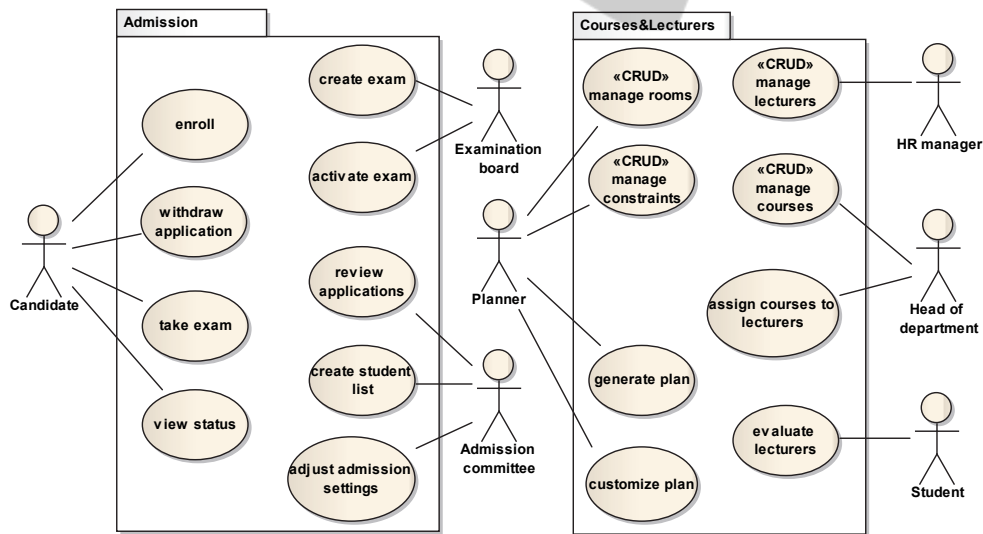 Admission
enroll
withdraw
application
take exam
view status
create exam
activate exam
review
applications
create student
list
adjust admission
settings
Candidate
Examination
board
Planner
Admission
committee
Courses&Lecturers
«CRUD»
manage rooms
«CRUD»
manage
constraints
generate plan
customize plan
«CRUD»
manage
lecturers
«CRUD»
manage
courses
assign courses to
lecturers
evaluate
lecturers
HR manager
Head of
department
Student